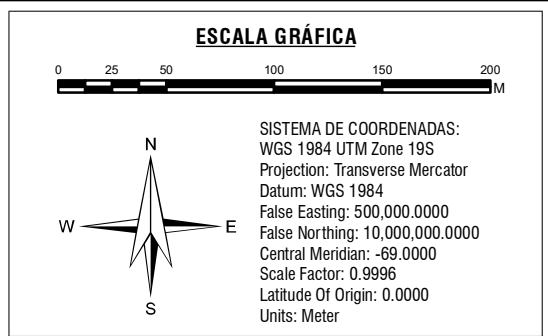 ESCALA GRÁFICA
0 25 50 100 150 200
M
SISTEMA DE COORDENADAS:
WGS 1984 UTM Zone 19S
Projection: Transverse Mercator
Datum: WGS 1984
False Easting: 500,000.0000
False Northing: 10,000,000.0000
Central Meridian: -69.0000
Scale Factor: 0.9996
Latitude Of Origin: 0.0000
Units: Meter
N
W E
S